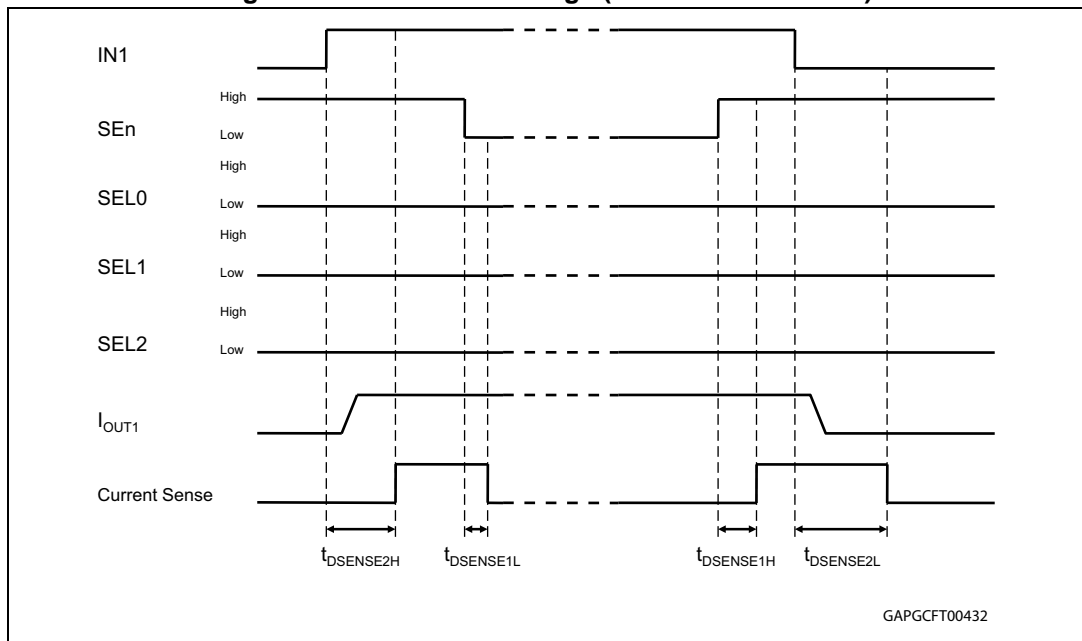 IN1
High
SEn
Low
High
SEL0
Low
High
SEL1
Low
High
SEL2
Low
IOUT1
Current Sense
tDSENSE2H
tDSENSE1L
tDSENSE1H
tDSENSE2L
GAPGCFT00432